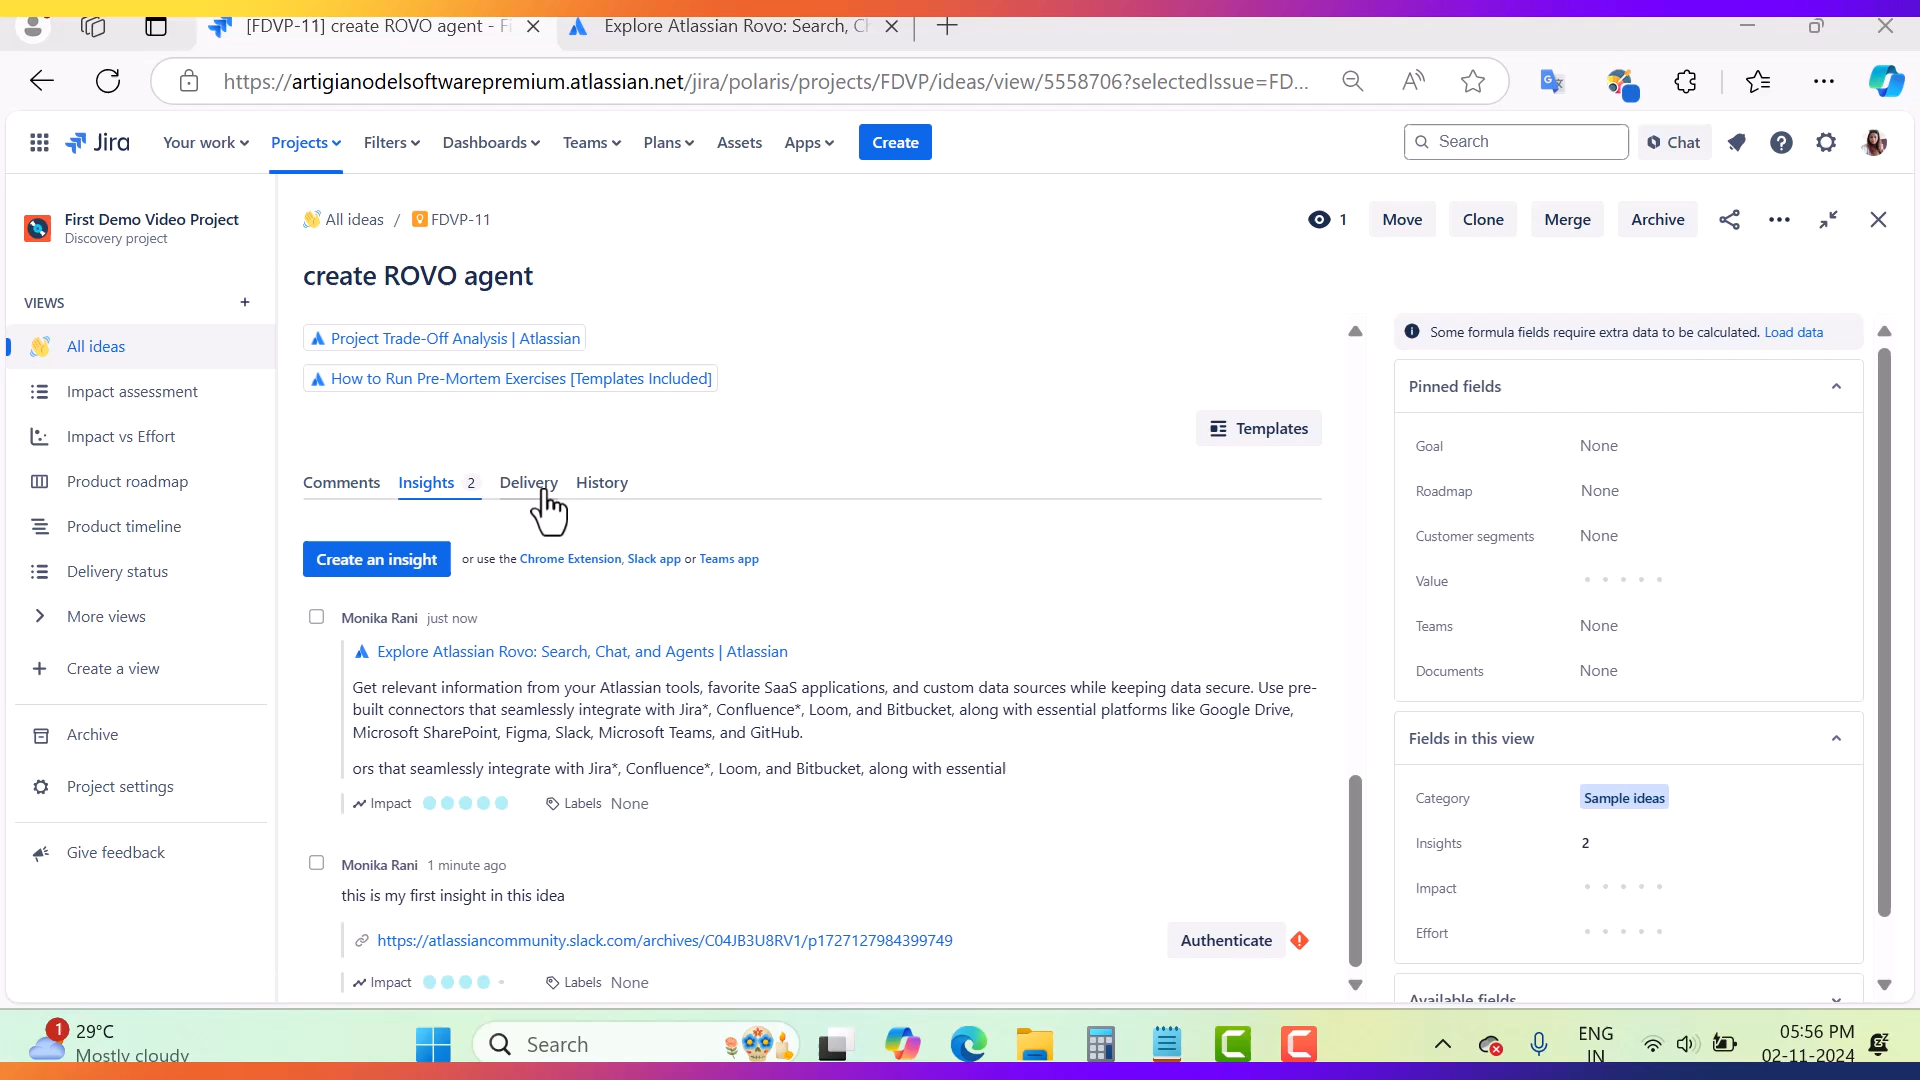 [FDVP-11] create ROVO agent - Fi
Explore Atlassian Rovo: Search, Ch
https://artigianodelsoftwarepremium.atlassian.net/jira/polaris/projects/FDVP/ideas/view/5558706?selectedIssue=FD...
Jira
Your work
Projects
Filters
Dashboards
Teams
Plans
Assets
Apps
Create
Search
Chat
First Demo Video Project
Discovery project
VIEWS
All ideas
Impact assessment
Impact vs Effort
Product roadmap
Product timeline
Delivery status
More views
Create a view
Archive
Project settings
Give feedback
All ideas / FDVP-11
1
Move
Clone
Merge
Archive
create ROVO agent
Project Trade-Off Analysis | Atlassian
How to Run Pre-Mortem Exercises [Templates Included]
Templates
Comments
Insights 2
Delivery
History
Create an insight or use the Chrome Extension, Slack app or Teams app
Monika Rani just now
Explore Atlassian Rovo: Search, Chat, and Agents | Atlassian
Get relevant information from your Atlassian tools, favorite SaaS applications, and custom data sources while keeping data secure. Use pre-
built connectors that seamlessly integrate with Jira*, Confluence*, Loom, and Bitbucket, along with essential platforms like Google Drive,
Microsoft SharePoint, Figma, Slack, Microsoft Teams, and GitHub.
ors that seamlessly integrate with Jira*, Confluence*, Loom, and Bitbucket, along with essential
Impact
Labels None
Monika Rani 1 minute ago
this is my first insight in this idea
https://atlassiancommunity.slack.com/archives/C04JB3U8RV1/p1727127984399749
Authenticate
Impact
Labels None
Some formula fields require extra data to be calculated. Load data
Pinned fields
Goal None
Roadmap None
Customer segments None
Value
Teams None
Documents None
Fields in this view
Category Sample ideas
Insights 2
Impact
Effort
Available fields
1
29°C
Mostly cloudy
Search
ENG
IN
05:56 PM
02-11-2024